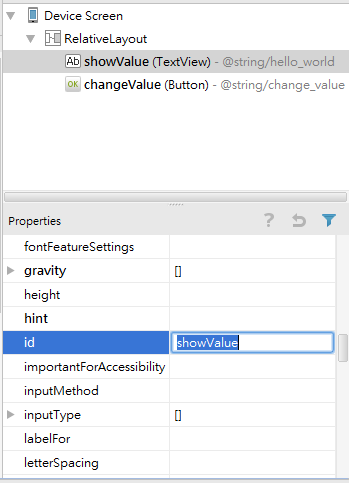 Device Screen
RelativeLayout
Ab showValue (TextView) - @string/hello_world
OK changeValue (Button) - @string/change_value
Properties ?
fontFeatureSettings
gravity []
height
hint
id showValue
importantForAccessibility
inputMethod
inputType []
labelFor
letterSpacing